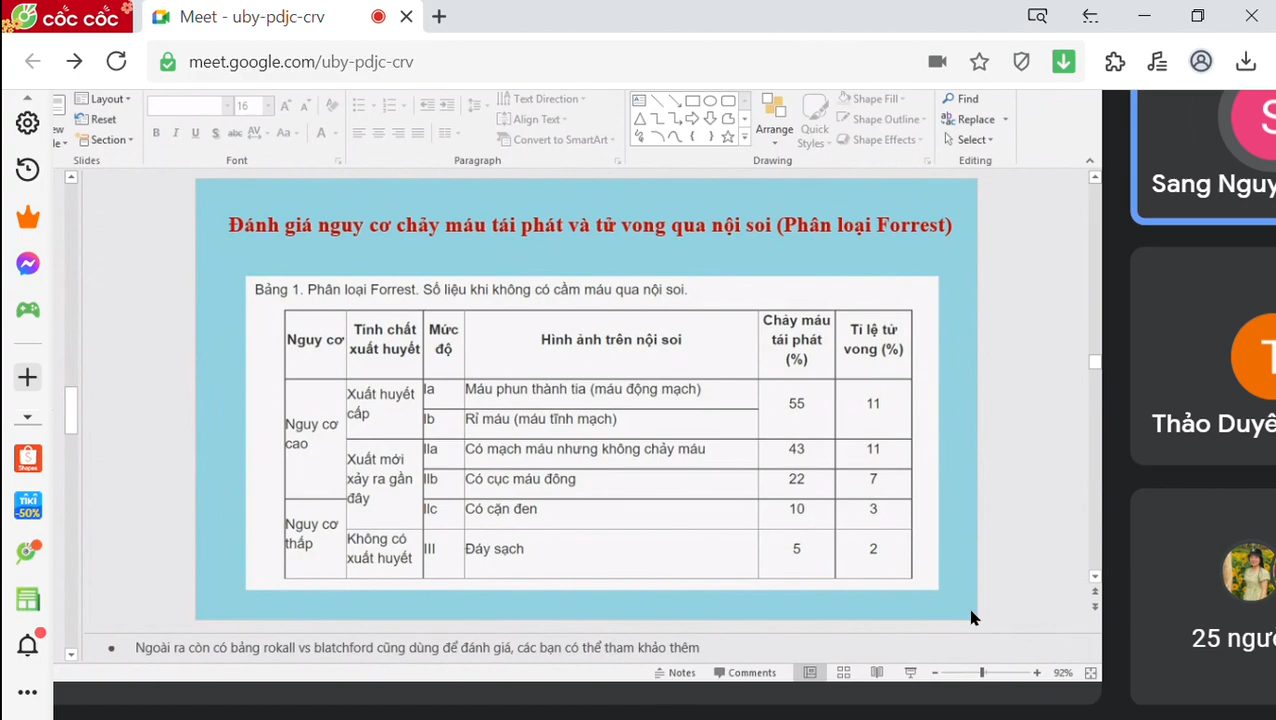 cốc cốc
Meet - uby-pdjc-crv
meet.google.com/uby-pdjc-crv
Layout
Reset
Section
Slides
16
Font
Text Direction
Align Text
Convert to SmartArt
Paragraph
Arrange
Quick
Styles
Shape Fill
Shape Outline
Shape Effects
Drawing
Find
Replace
Select
Editing
Đánh giá nguy cơ chảy máu tái phát và tử vong qua nội soi (Phân loại Forrest)
Bảng 1. Phân loại Forrest. Số liệu khi không có cầm máu qua nội soi.
Nguy cơ
Tính chất
xuất huyết
Mức
độ
Hình ảnh trên nội soi
Chảy máu
tái phát
(%)
Tỉ lệ tử
vong (%)
Nguy cơ
cao
Xuất huyết
cấp
Ia
Máu phun thành tia (máu động mạch)
55
11
Ib
Rỉ máu (máu tĩnh mạch)
Xuất mới
xảy ra gần
đây
IIa
Có mạch máu nhưng không chảy máu
43
11
IIb
Có cục máu đông
22
7
Nguy cơ
thấp
IIc
Có cặn đen
10
3
Không có
xuất huyết
III
Đáy sạch
5
2
Ngoài ra còn có bảng rokall vs blatchford cũng dùng để đánh giá, các bạn có thể tham khảo thêm
Notes
Comments
92%
Shopee
TIKI
-50%
S
Sang Nguy
T
Thảo Duyê
25 ngườ